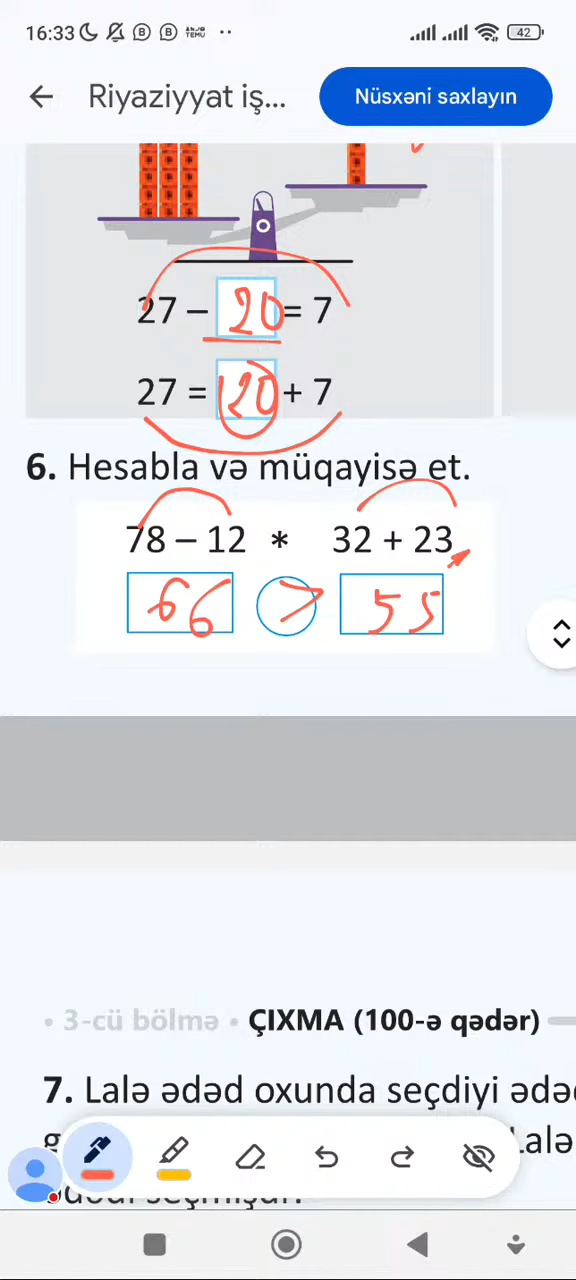 16:33 42
Riyaziyyat iş... Nüsxəni saxlayın
27 – 20 = 7
27 = 20 + 7
6. Hesabla və müqayisə et.
78 – 12 * 32 + 23
66 > 55
• 3-cü bölmə • ÇIXMA (100-ə qədər)
7. Lalə ədəd oxunda seçdiyi
Lalə